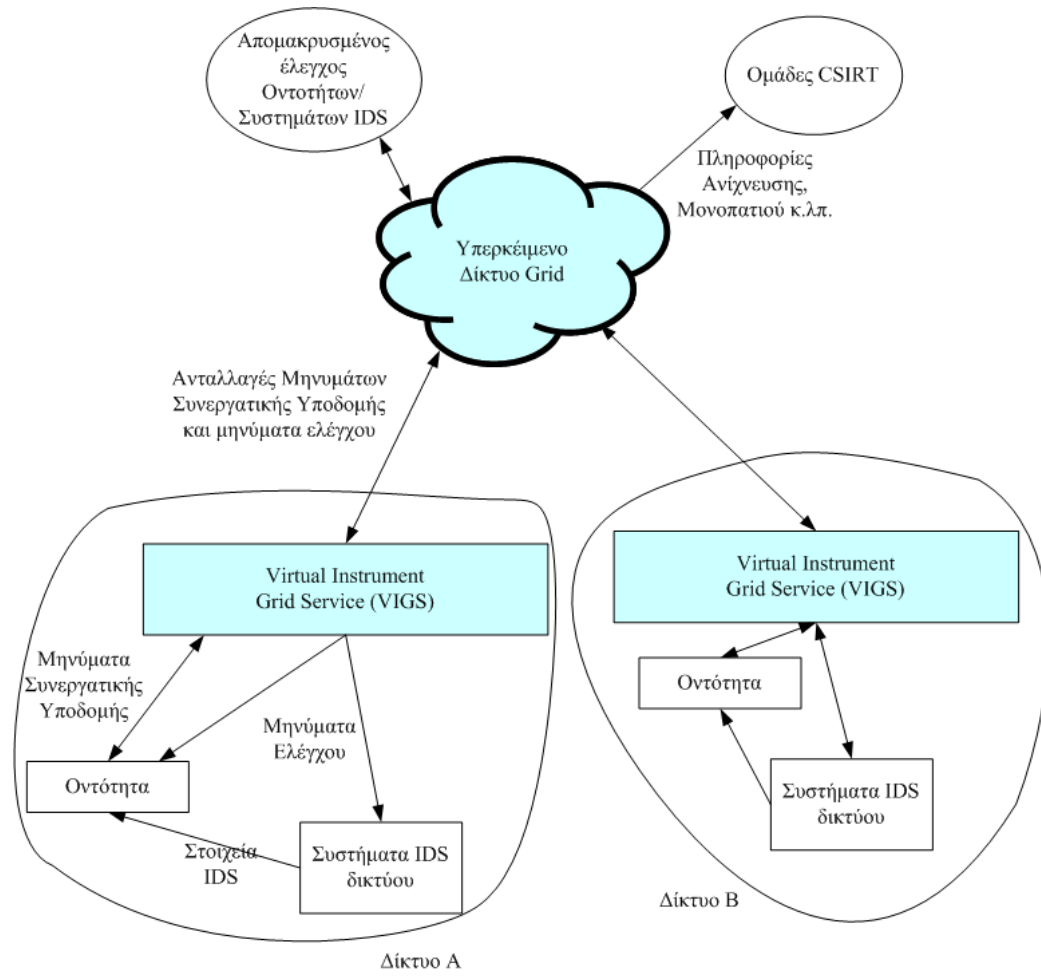 Απομακρυσμένος
έλεγχος
Οντοτήτων/
Συστημάτων IDS
Ομάδες CSIRT
Πληροφορίες
Ανίχνευσης,
Μονοπατιού κ.λπ.
Υπερκέιμενο
Δίκτυο Grid
Ανταλλαγές Μηνυμάτων
Συνεργατικής Υποδομής
και μηνύματα ελέγχου
Virtual Instrument
Grid Service (VIGS)
Virtual Instrument
Grid Service (VIGS)
Μηνύματα
Συνεργατικής
Υποδομής
Μηνύματα
Ελέγχου
Οντότητα
Οντότητα
Στοιχεία
IDS
Συστήματα IDS
δικτύου
Συστήματα IDS
δικτύου
Δίκτυο Α
Δίκτυο Β